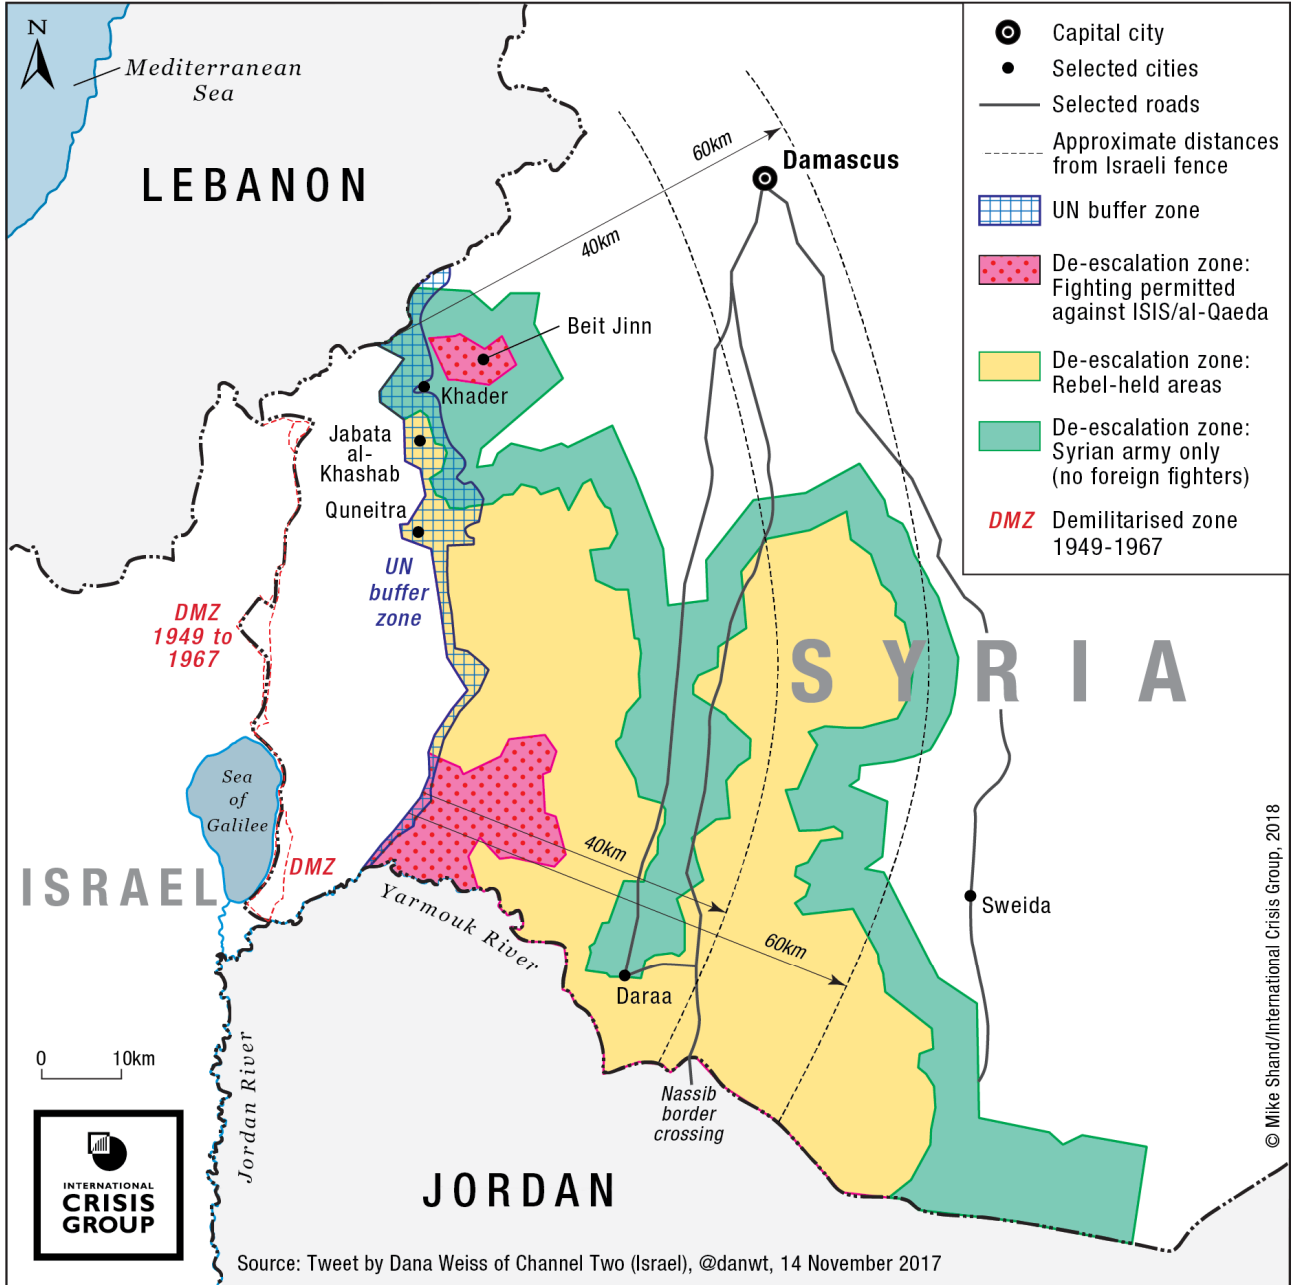 N
Mediterranean
Sea
LEBANON
60km
Damascus
40km
Beit Jinn
Khader
Jabata
al-
Khashab
Quneitra
UN
buffer
zone
DMZ
1949 to
1967
SYRIA
Sea
of
Galilee
ISRAEL
DMZ
40km
Yarmouk River
60km
Sweida
Daraa
0 10km
Jordan River
Nassib
border
crossing
JORDAN
INTERNATIONAL
CRISIS
GROUP
Source: Tweet by Dana Weiss of Channel Two (Israel), @danwt, 14 November 2017
Capital city
Selected cities
Selected roads
Approximate distances
from Israeli fence
UN buffer zone
De-escalation zone:
Fighting permitted
against ISIS/al-Qaeda
De-escalation zone:
Rebel-held areas
De-escalation zone:
Syrian army only
(no foreign fighters)
DMZ Demilitarised zone
1949-1967
© Mike Shand/International Crisis Group, 2018